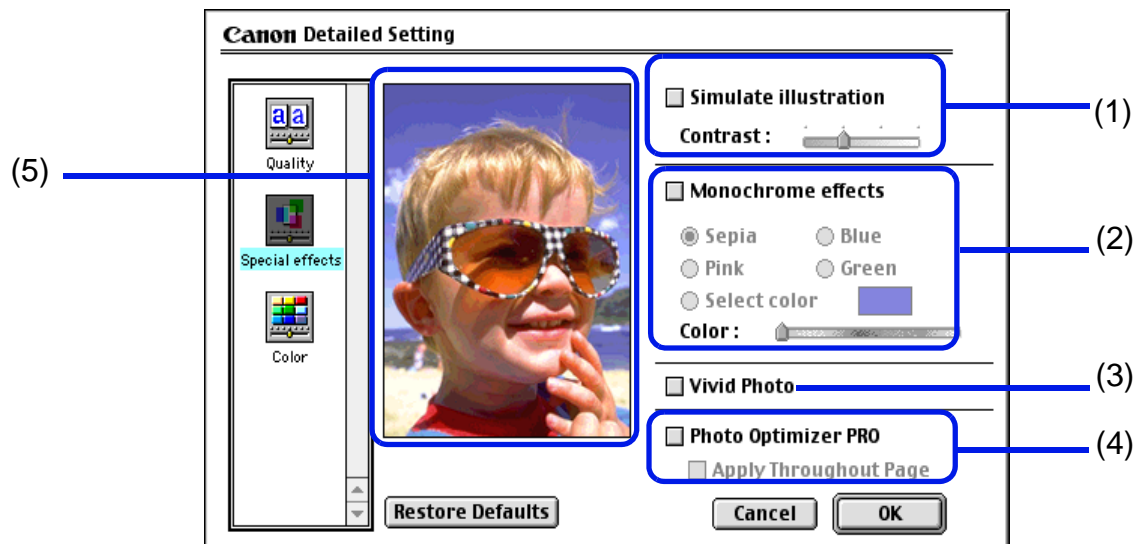 Canon Detailed Setting
Quality
Special effects
Color
Simulate illustration
Contrast :
Monochrome effects
Sepia Blue
Pink Green
Select color
Color :
Vivid Photo
Photo Optimizer PRO
Apply Throughout Page
Restore Defaults
Cancel OK
(1)
(2)
(3)
(4)
(5)
aa